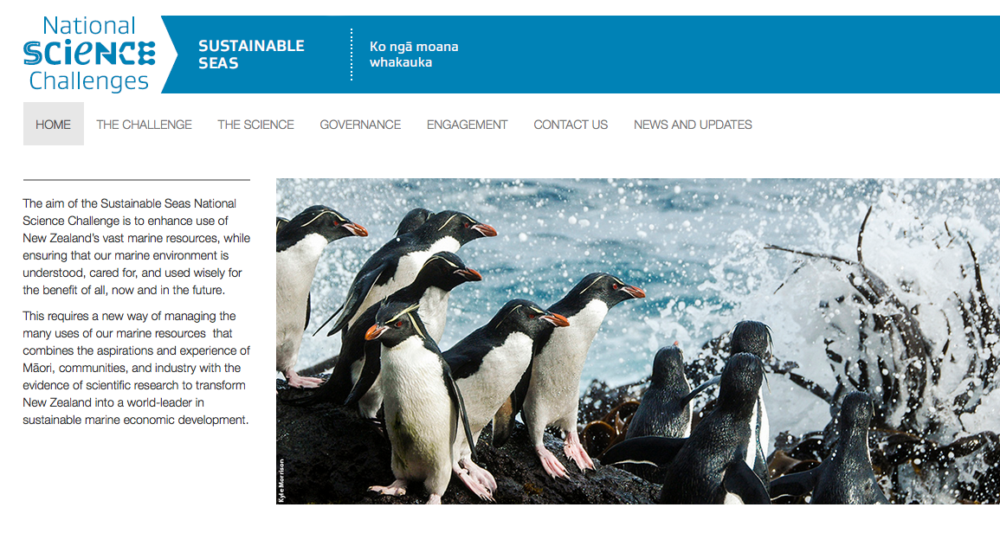 National
SCIENCE
Challenges
SUSTAINABLE
SEAS
Ko ngā moana
whakauka
HOME
THE CHALLENGE
THE SCIENCE
GOVERNANCE
ENGAGEMENT
CONTACT US
NEWS AND UPDATES
The aim of the Sustainable Seas National
Science Challenge is to enhance use of
New Zealand's vast marine resources, while
ensuring that our marine environment is
understood, cared for, and used wisely for
the benefit of all, now and in the future.
This requires a new way of managing the
many uses of our marine resources that
combines the aspirations and experience of
Māori, communities, and industry with the
evidence of scientific research to transform
New Zealand into a world-leader in
sustainable marine economic development.
Kyle Morrison